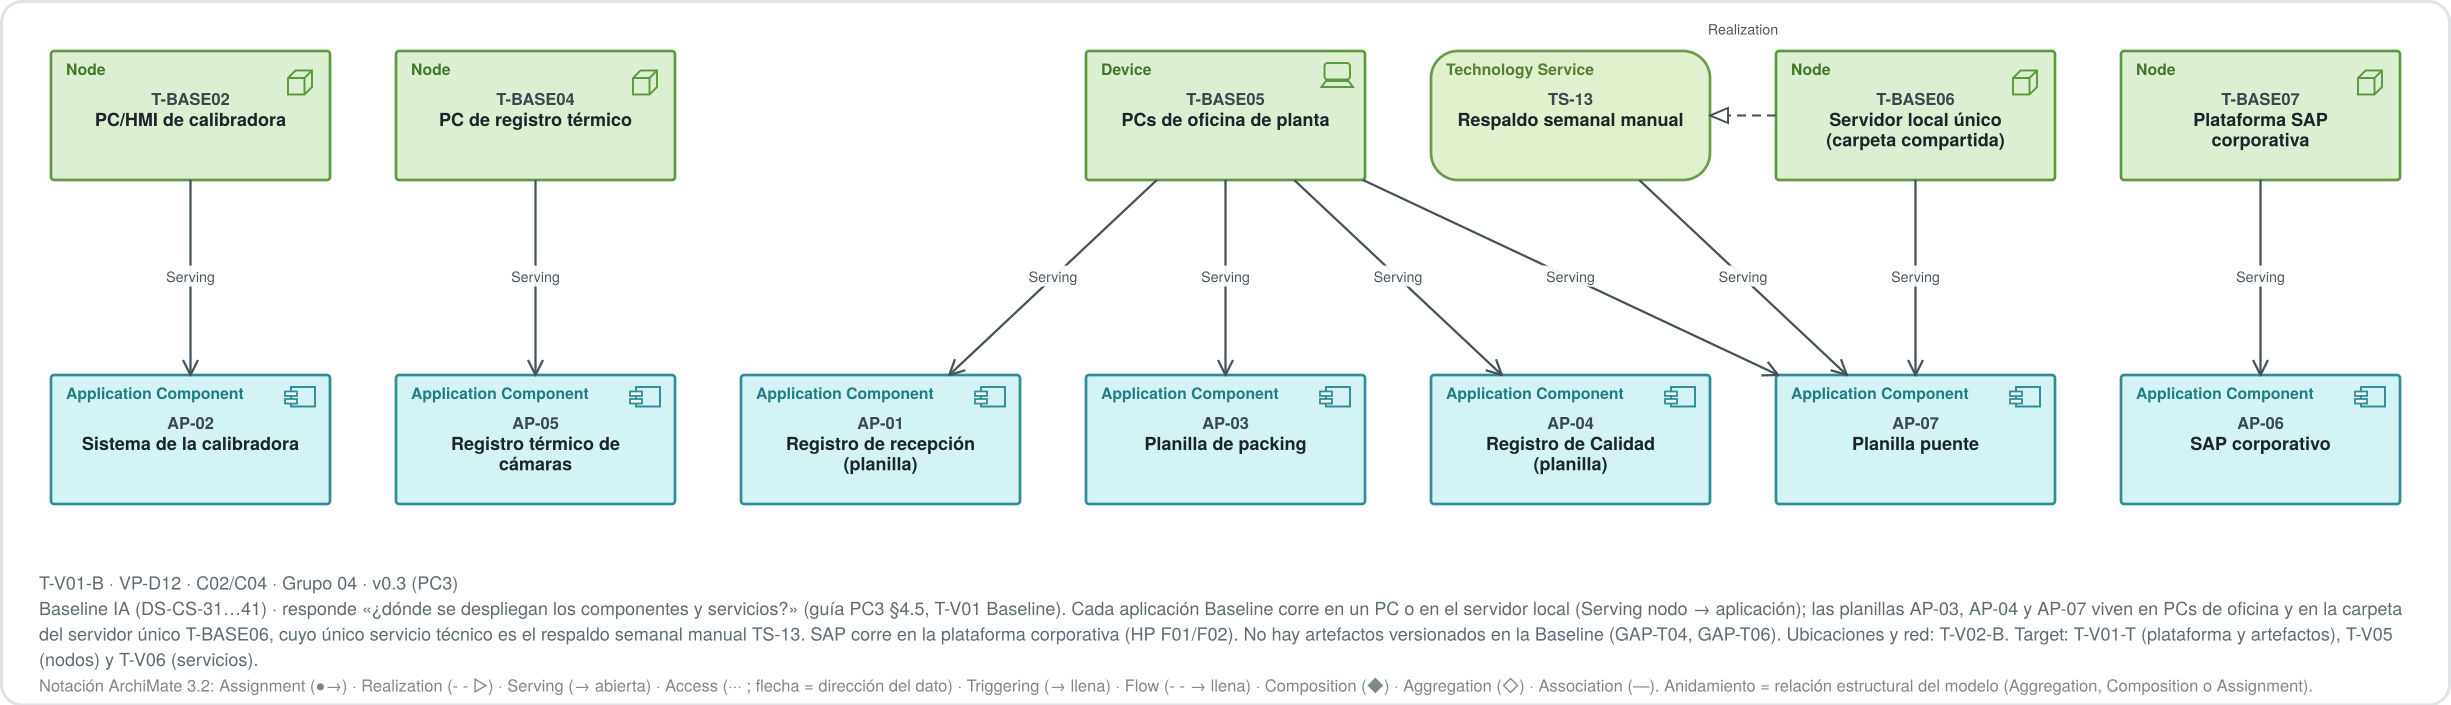 Realization
Node
T-BASE02
PC/HMI de calibradora
Node
T-BASE04
PC de registro térmico
Device
T-BASE05
PCs de oficina de planta
Technology Service
TS-13
Respaldo semanal manual
Node
T-BASE06
Servidor local único
(carpeta compartida)
Node
T-BASE07
Plataforma SAP
corporativa
Serving
Serving
Serving
Serving
Serving
Serving
Serving
Serving
Serving
Application Component
AP-02
Sistema de la calibradora
Application Component
AP-05
Registro térmico de
cámaras
Application Component
AP-01
Registro de recepción
(planilla)
Application Component
AP-03
Planilla de packing
Application Component
AP-04
Registro de Calidad
(planilla)
Application Component
AP-07
Planilla puente
Application Component
AP-06
SAP corporativo
T-V01-B · VP-D12 · C02/C04 · Grupo 04 · v0.3 (PC3)
Baseline IA (DS-CS-31…41) · responde «¿dónde se despliegan los componentes y servicios?» (guía PC3 §4.5, T-V01 Baseline). Cada aplicación Baseline corre en un PC o en el servidor local (Serving nodo → aplicación); las planillas AP-03, AP-04 y AP-07 viven en PCs de oficina y en la carpeta
del servidor único T-BASE06, cuyo único servicio técnico es el respaldo semanal manual TS-13. SAP corre en la plataforma corporativa (HP F01/F02). No hay artefactos versionados en la Baseline (GAP-T04, GAP-T06). Ubicaciones y red: T-V02-B. Target: T-V01-T (plataforma y artefactos), T-V05
(nodos) y T-V06 (servicios).
Notación ArchiMate 3.2: Assignment (●→) · Realization (- - ▷) · Serving (→ abierta) · Access (··· ; flecha = dirección del dato) · Triggering (→ llena) · Flow (- - → llena) · Composition (◆) · Aggregation (◇) · Association (—). Anidamiento = relación estructural del modelo (Aggregation, Composition o Assignment).